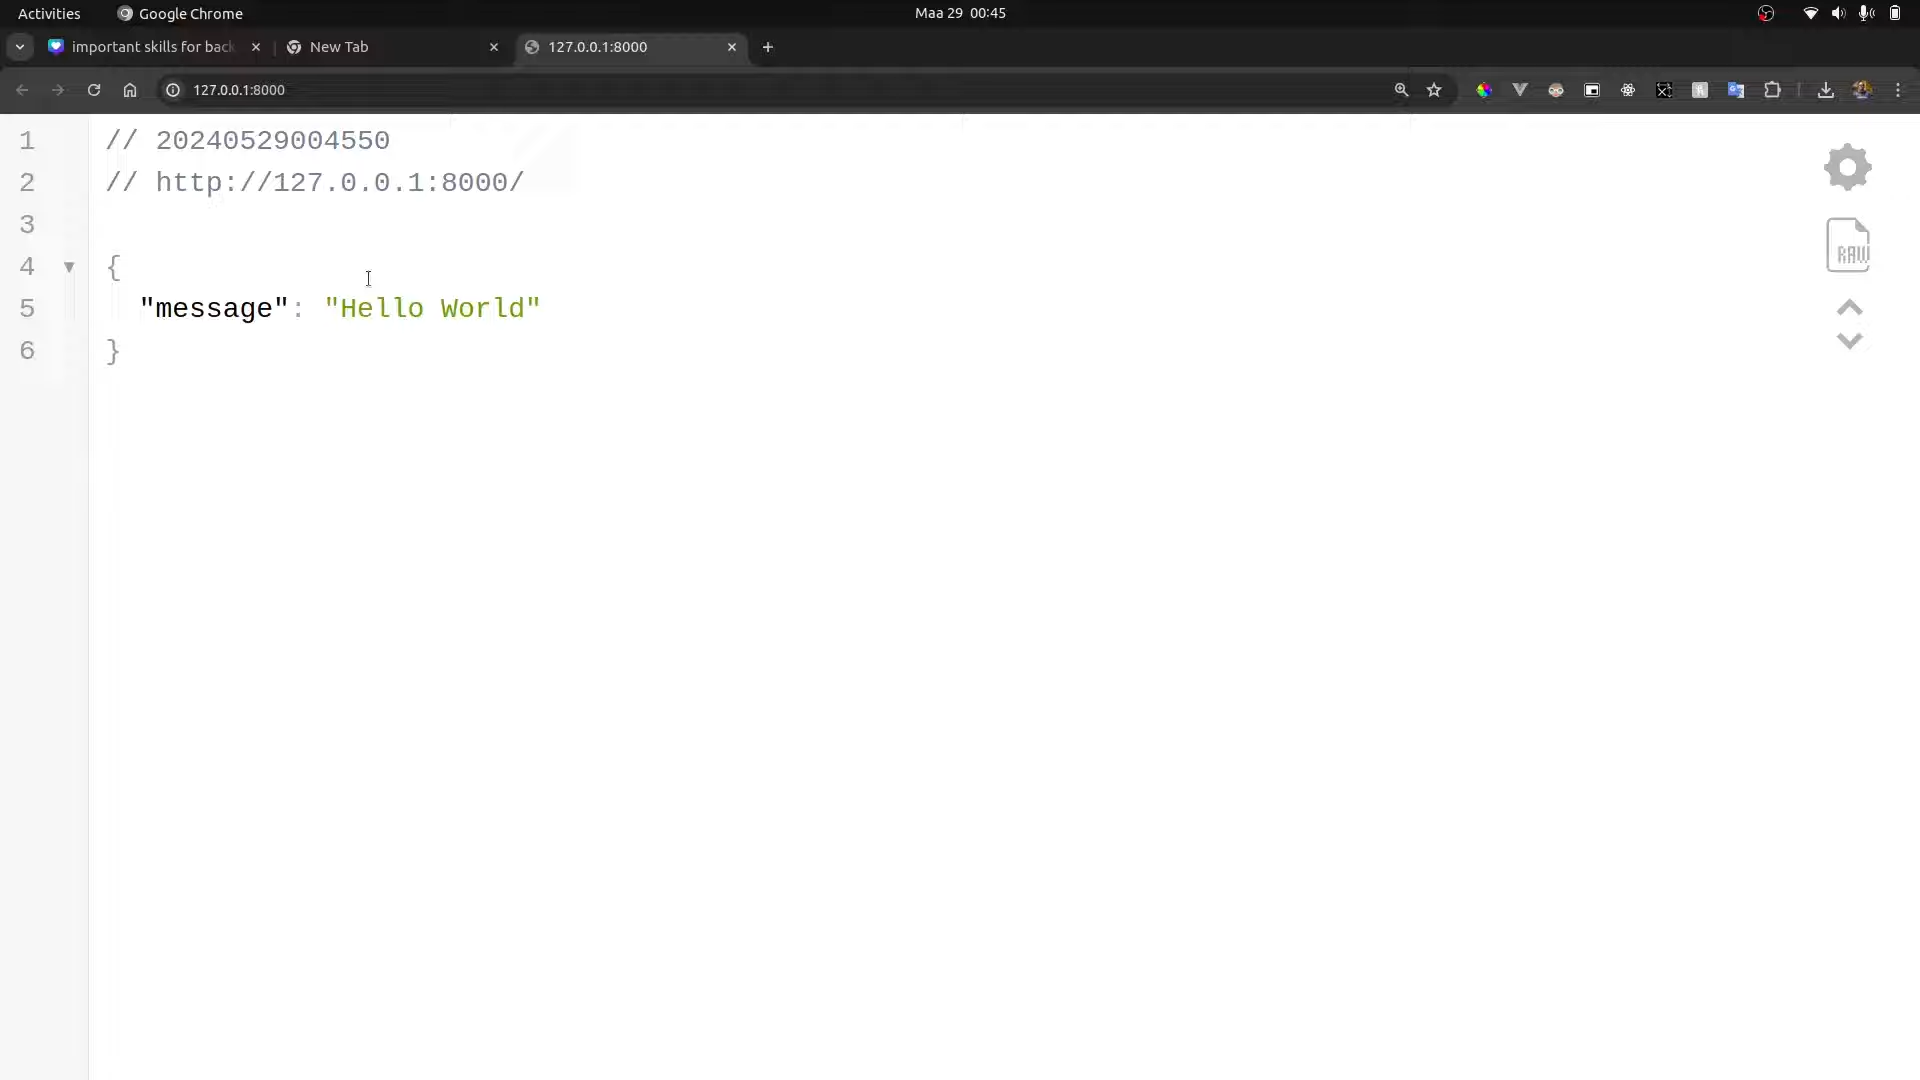 Activities
Google Chrome
Maa 29 00:45
important skills for back
New Tab
127.0.0.1:8000
127.0.0.1:8000
1 // 20240529004550
2 // http://127.0.0.1:8000/
3
4 {
5 "message": "Hello World"
6 }
RAW